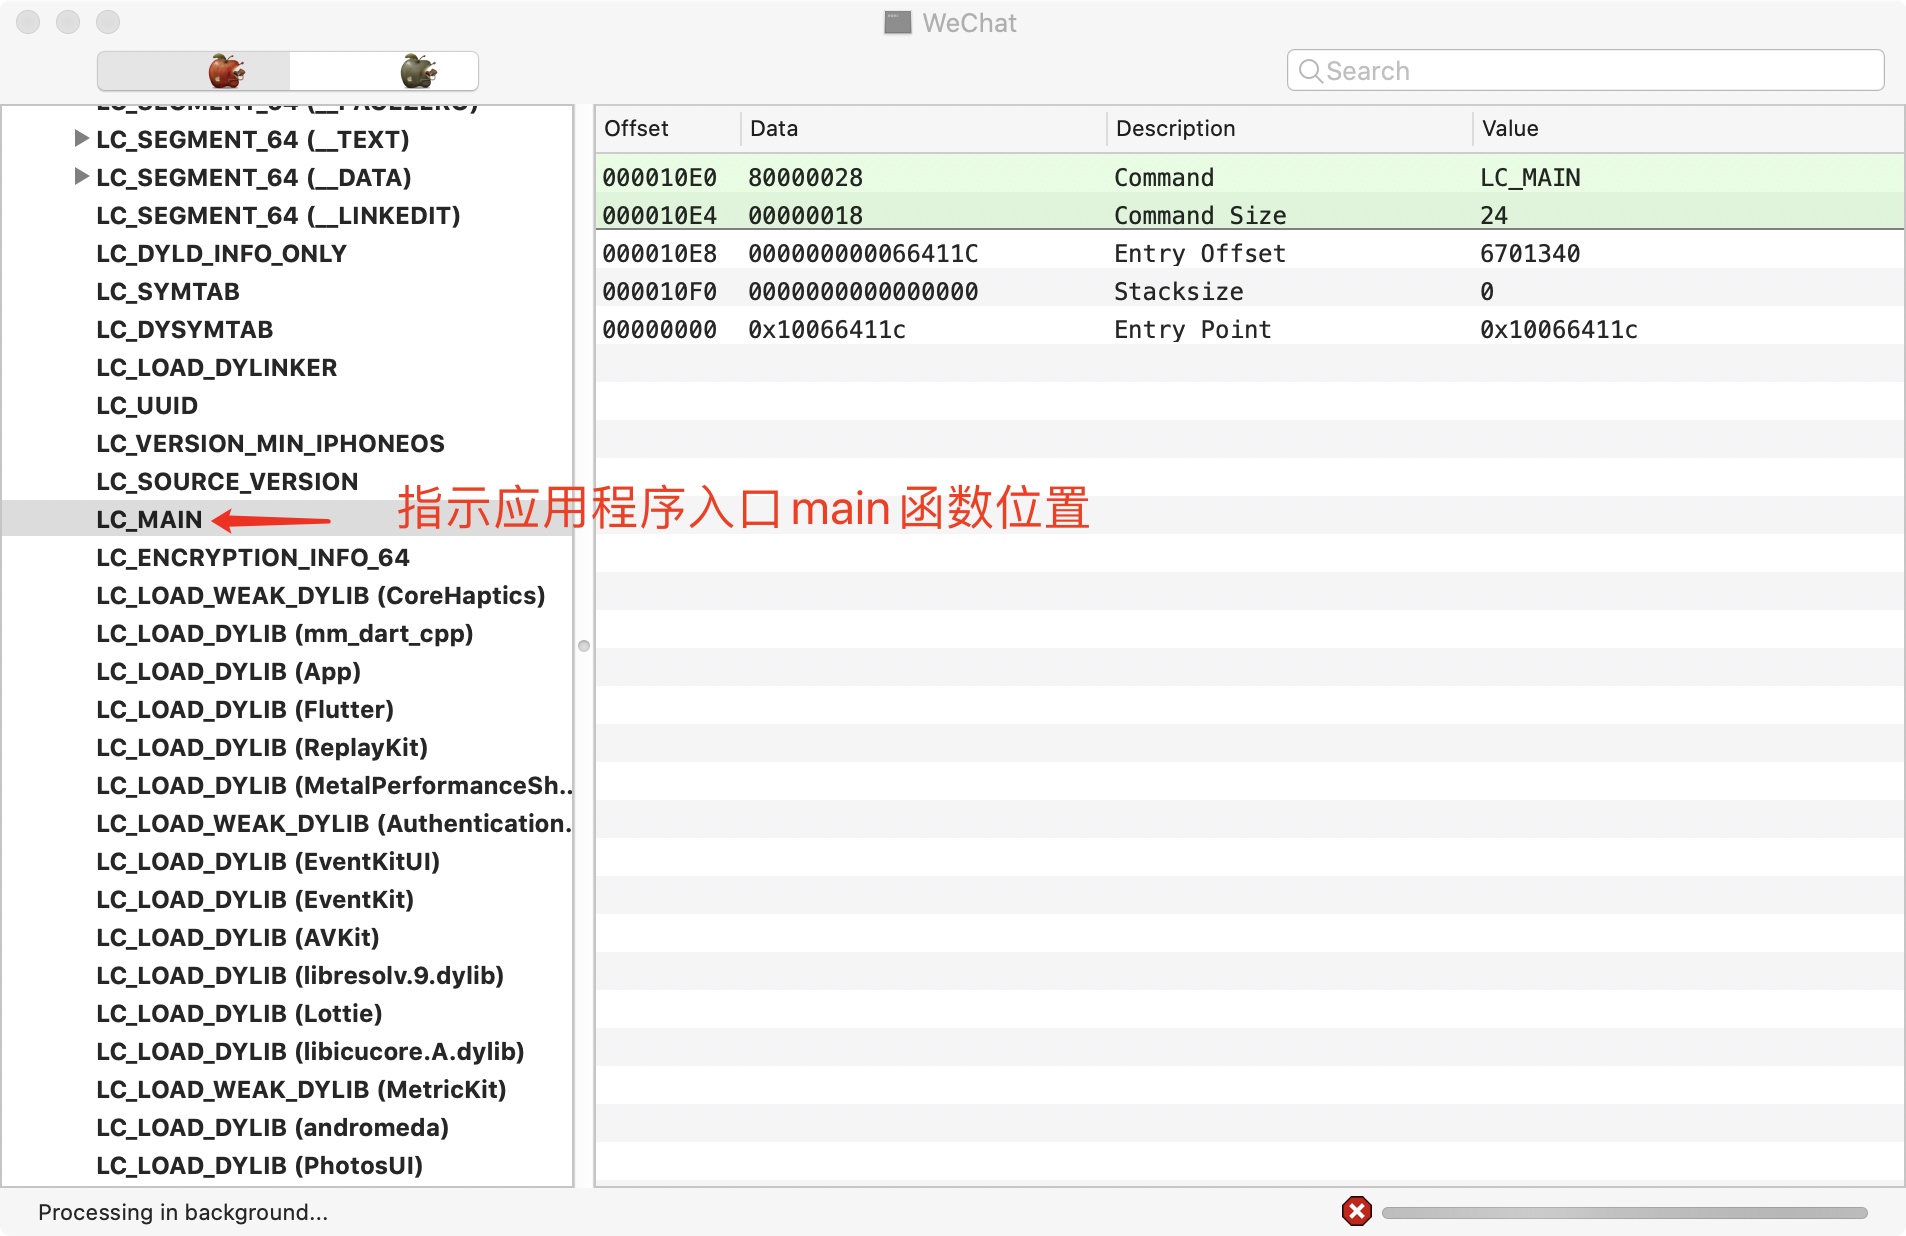 WeChat
Search
LC_SEGMENT_64 (__PAGEZERO)
LC_SEGMENT_64 (__TEXT)
LC_SEGMENT_64 (__DATA)
LC_SEGMENT_64 (__LINKEDIT)
LC_DYLD_INFO_ONLY
LC_SYMTAB
LC_DYSYMTAB
LC_LOAD_DYLINKER
LC_UUID
LC_VERSION_MIN_IPHONEOS
LC_SOURCE_VERSION
LC_MAIN
LC_ENCRYPTION_INFO_64
LC_LOAD_WEAK_DYLIB (CoreHaptics)
LC_LOAD_DYLIB (mm_dart_cpp)
LC_LOAD_DYLIB (App)
LC_LOAD_DYLIB (Flutter)
LC_LOAD_DYLIB (ReplayKit)
LC_LOAD_DYLIB (MetalPerformanceSh..
LC_LOAD_WEAK_DYLIB (Authentication.
LC_LOAD_DYLIB (EventKitUI)
LC_LOAD_DYLIB (EventKit)
LC_LOAD_DYLIB (AVKit)
LC_LOAD_DYLIB (libresolv.9.dylib)
LC_LOAD_DYLIB (Lottie)
LC_LOAD_DYLIB (libicucore.A.dylib)
LC_LOAD_WEAK_DYLIB (MetricKit)
LC_LOAD_DYLIB (andromeda)
LC_LOAD_DYLIB (PhotosUI)
指示应用程序入口main函数位置
Offset Data Description Value
000010E0 80000028 Command LC_MAIN
000010E4 00000018 Command Size 24
000010E8 000000000066411C Entry Offset 6701340
000010F0 0000000000000000 Stacksize 0
00000000 0x10066411c Entry Point 0x10066411c
Processing in background...